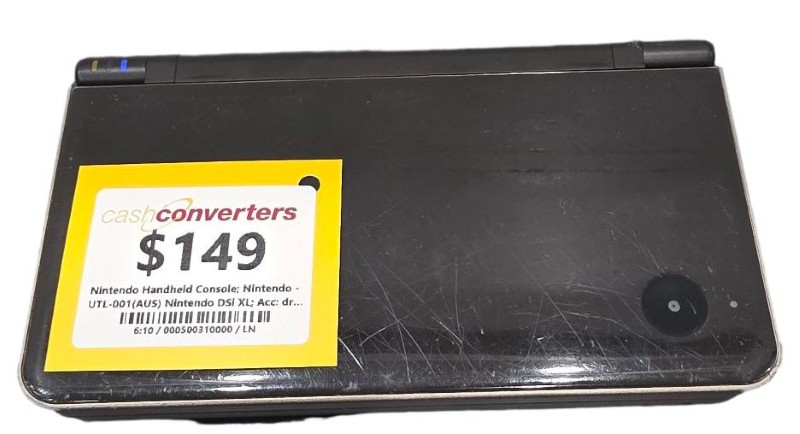 cashconverters
$149
Nintendo Handheld Console; Nintendo -
UTL-001(AUS) Nintendo DSi XL; Acc: dr...
6:10 / 000500310000 / LN